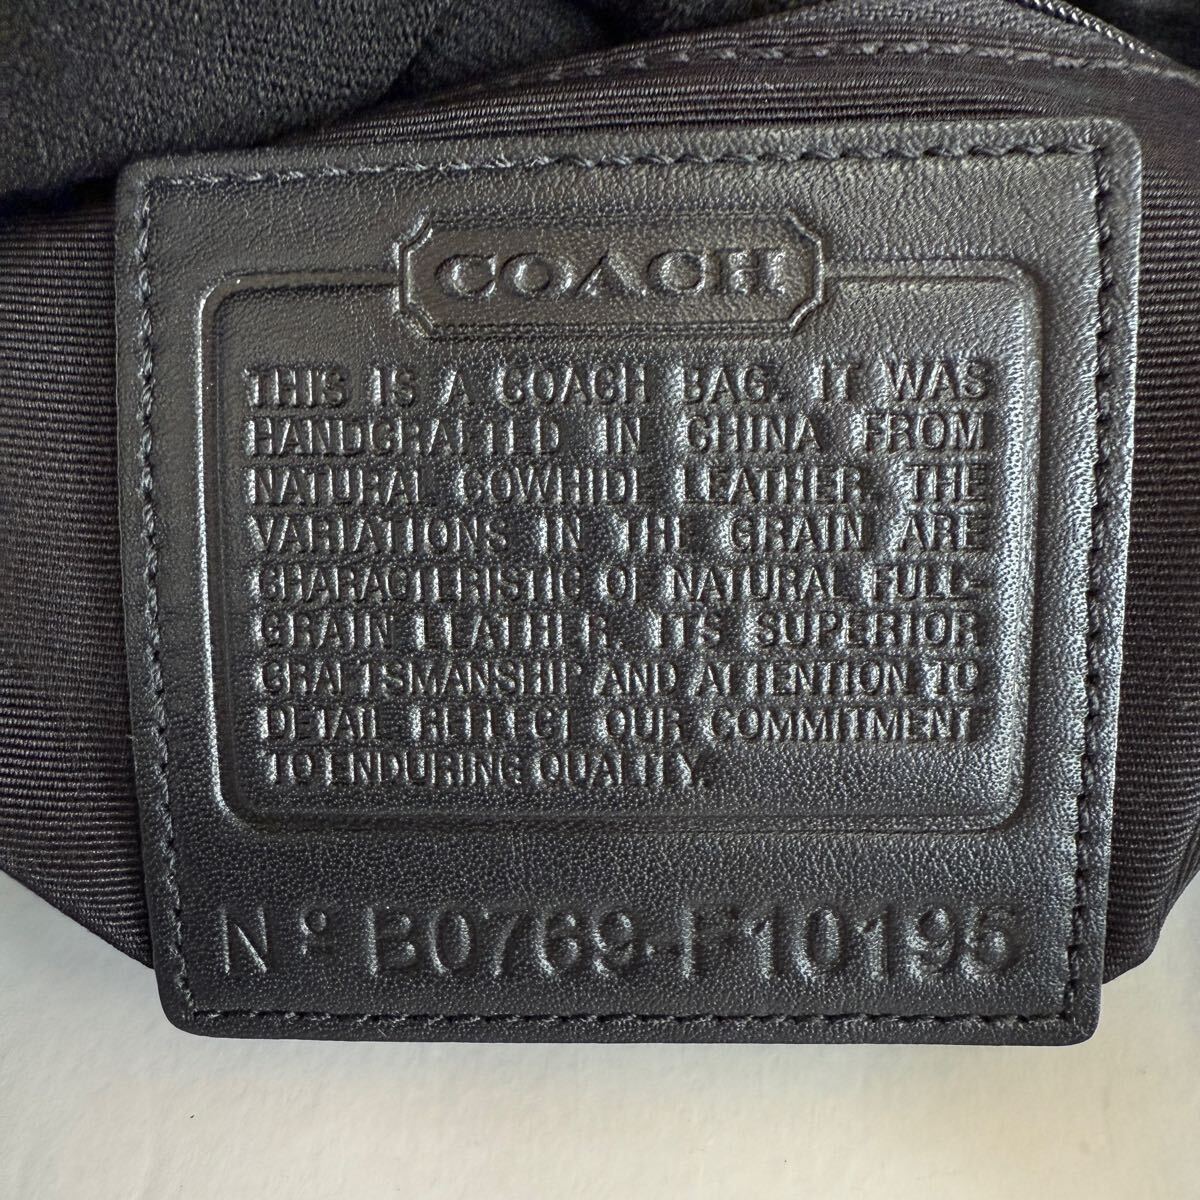 COACH
THIS IS A COACH BAG. IT WAS
HANDCRAFTED IN CHINA FROM
NATURAL COWHIDE LEATHER. THE
VARIATIONS IN THE GRAIN ARE
CHARACTERISTIC OF NATURAL FULL-
GRAIN LEATHER. ITS SUPERIOR
CRAFTSMANSHIP AND ATTENTION TO
DETAIL REFLECT OUR COMMITMENT
TO ENDURING QUALITY.
Nº B0769-F10195